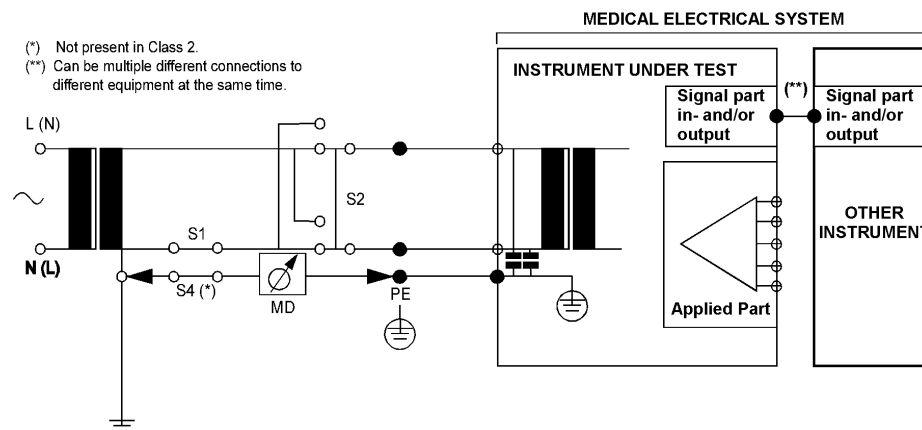 MEDICAL ELECTRICAL SYSTEM
(*) Not present in Class 2.
(**) Can be multiple different connections to
different equipment at the same time.
INSTRUMENT UNDER TEST
Signal part
in- and/or
output
(**)
Signal part
in- and/or
output
L (N)
S2
S1
N (L)
S4 (*)
MD
PE
Applied Part
OTHER
INSTRUMENT